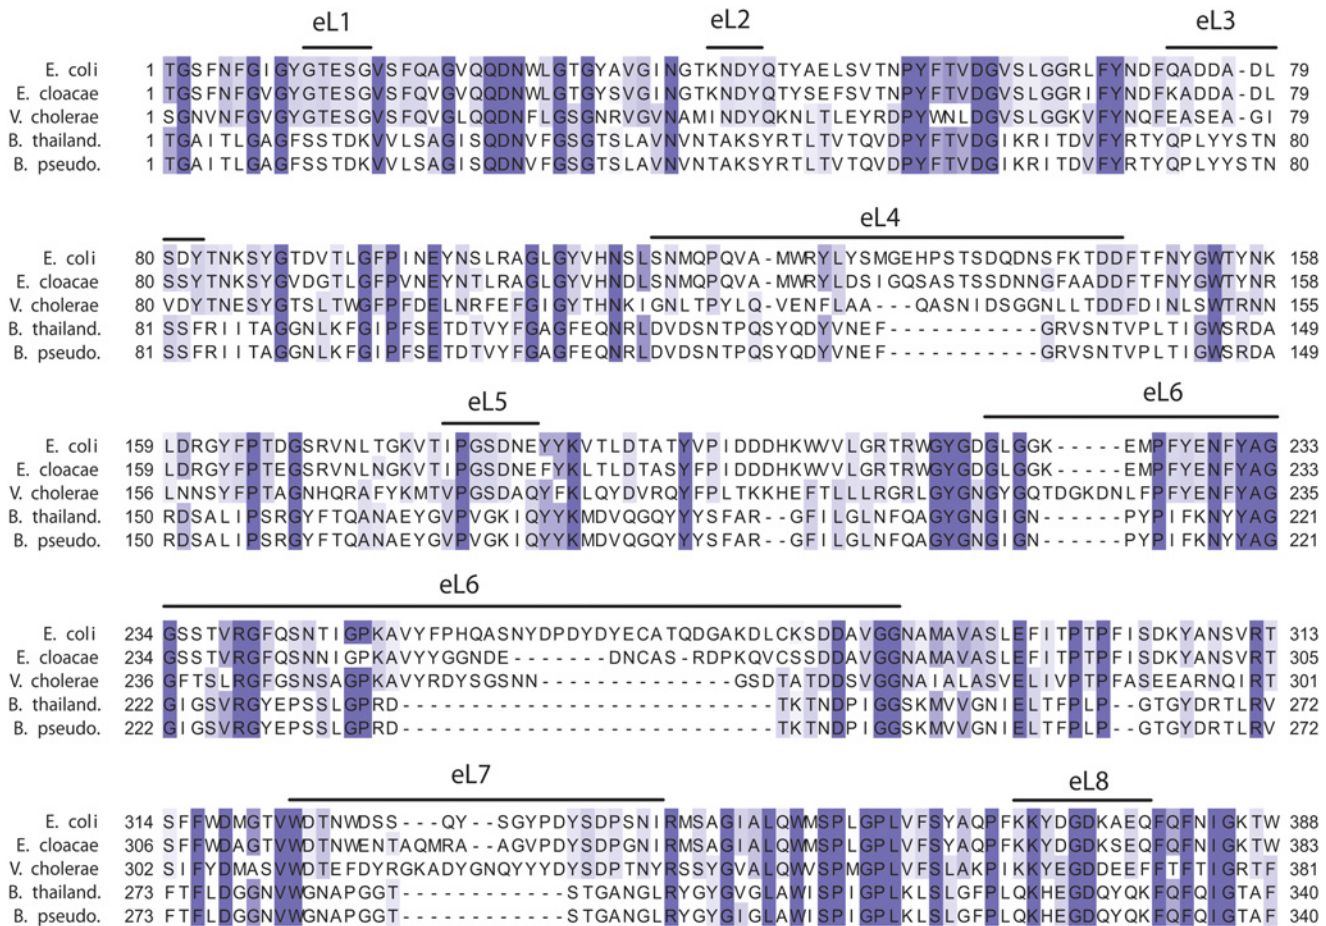 eL1 eL2 eL3
E. coli 1 TGSFNFGIGYGTESGVSFQAGVQQDNWLGTGYAVGINGTKNDYQTYAELSVTNPYFTVDGVSLGGRLFYNDFQADDA-DL 79
E. cloacae 1 TGSFNFGVGYGTESGVSFQVGVQQDNWLGTGYSVGINGTKNDYQTYSEFSVTNPYFTVDGVSLGGRIFYNDFKADDA-DL 79
V. cholerae 1 SGNVNFGVGYGTESGVSFQVGLQQDNFLGSGNRVGVNAMINDYQKNLTLEYRDPYWNLDGVSLGGKVFYNQFEASEA-GI 79
B. thailand. 1 TGAITLGAGFSSTDKVVLSAGISQDNVFGSGTSLAVNVNTAKSYRTLTVTQVDPYFTVDGIKRITDVFYRTYQPLYYSTN 80
B. pseudo. 1 TGAITLGAGFSSTDKVVLSAGISQDNVFGSGTSLAVNVNTAKSYRTLTVTQVDPYFTVDGIKRITDVFYRTYQPLYYSTN 80
eL4
E. coli 80 SDYTNKSYGTDVTLGFPINEYNSLRAGLGYVHNSLSNMQPQVA-MWRYLYSMGEHPSTSDQDNSFKTDDFTFNYGWTYNK 158
E. cloacae 80 SSYTNKSYGVDGTLGFPVNEYNTLRAGLGYVHNDLSNMQPQVA-MWRYLDSIGQSASTSSDNNGFAADDFTFNYGWTYNR 158
V. cholerae 80 VDYTNESYGTSLTWGFPFDELNRFEFGIGYTHNKIGNLTPYLQ-VENFLAA--QASNIDSGGNLLTDDFDINLSWTRNN 155
B. thailand. 81 SSFRIITAGGNLKFGIPFSETDTVYFGAGFEQNRLDVDSNTPQSYQDYVNEF-----------GRVSNTVPLTIGWSRDA 149
B. pseudo. 81 SSFRIITAGGNLKFGIPFSETDTVYFGAGFEQNRLDVDSNTPQSYQDYVNEF-----------GRVSNTVPLTIGWSRDA 149
eL5 eL6
E. coli 159 LDRGYFPTDGSRVNLTGKVTIPGSDNEYYKVTLDTATYVPIDDDHKWVVLGRTRWGYGDGLGGK-----EMPFYENFYAG 233
E. cloacae 159 LDRGYFPTEGSRVNLNGKVTIPGSDNEFYKLTLDTASYFPIDDDHKWVVLGRTRWGYGDGLGGK-----EMPFYENFYAG 233
V. cholerae 156 LNNSYFPTAGNHQRAFYKMTVPGSDAQYFKLQYDVRQYFPLTKKHEFTLLLRGRLGYGNGYGQTDGKDNLFPFYENFYAG 235
B. thailand. 150 RDSALIPSRGYFTQANAEYGVPVGKIQYYKMDVQGQYYYSFAR--GFILGLNFQAGYGNGIGN------PYPIFKNYYAG 221
B. pseudo. 150 RDSALIPSRGYFTQANAEYGVPVGKIQYYKMDVQGQYYYSFAR--GFILGLNFQAGYGNGIGN------PYPIFKNYYAG 221
eL6
E. coli 234 GSSTVRGFQSNTIGPKAVYFPHQASNYDPDYDYECATQDGAKDLCKSDDAVGGNAMAVASLEFITPTPFISDKYANSVRT 313
E. cloacae 234 GSSTVRGFQSNNIGPKAVYYGGNDE-------DNCAS-RDPKQVCSSDDAVGGNAMAVASLEFITPTPFISDKYANSVRT 305
V. cholerae 236 GFTSLRGFGSNSAGPKAVYRDYSGSNN--------------GSDTATDDSVGGNAIALASVELIVPTPFASEEARNQIRT 301
B. thailand. 222 GIGSVRGYEPSSLGPRD---------------------------TKTNDPIGGSKMVVGNIELTFPLP--GTGYDRTLRV 272
B. pseudo. 222 GIGSVRGYEPSSLGPRD---------------------------TKTNDPIGGSKMVVGNIELTFPLP--GTGYDRTLRV 272
eL7 eL8
E. coli 314 SFFWDMGTVWDTNWDSS--QY--SGYPDYSDPSNIRMSAGIALQWMSPLGPLVFSYAQPFKKYDGDKAEQFQFNIGKTW 388
E. cloacae 306 SFFWDAGTVWDTNWENTAQMRA--AGVPDYSDPGNIRMSAGIALQWMSPLGPLVFSYAQPFKKYDGDKSEQFQFNIGKTW 383
V. cholerae 302 SIFYDMASVWDTEFDYRGKADYGNQYYYDYSDPTNYRSSYGVALQWVSPMGPLVFSLAKPIKKYEGDDEEFFTFTIGRTF 381
B. thailand. 273 FTFLDGGNVWGNAPGGT------------STGANGLRYGYGVGLAWISPIGPLKLSLGFPLQKHEGDQYQKFQFQIGTAF 340
B. pseudo. 273 FTFLDGGNVWGNAPGGT------------STGANGLRYGYGIGLAWISPIGPLKLSLGFPLQKHEGDQYQKFQFQIGTAF 340